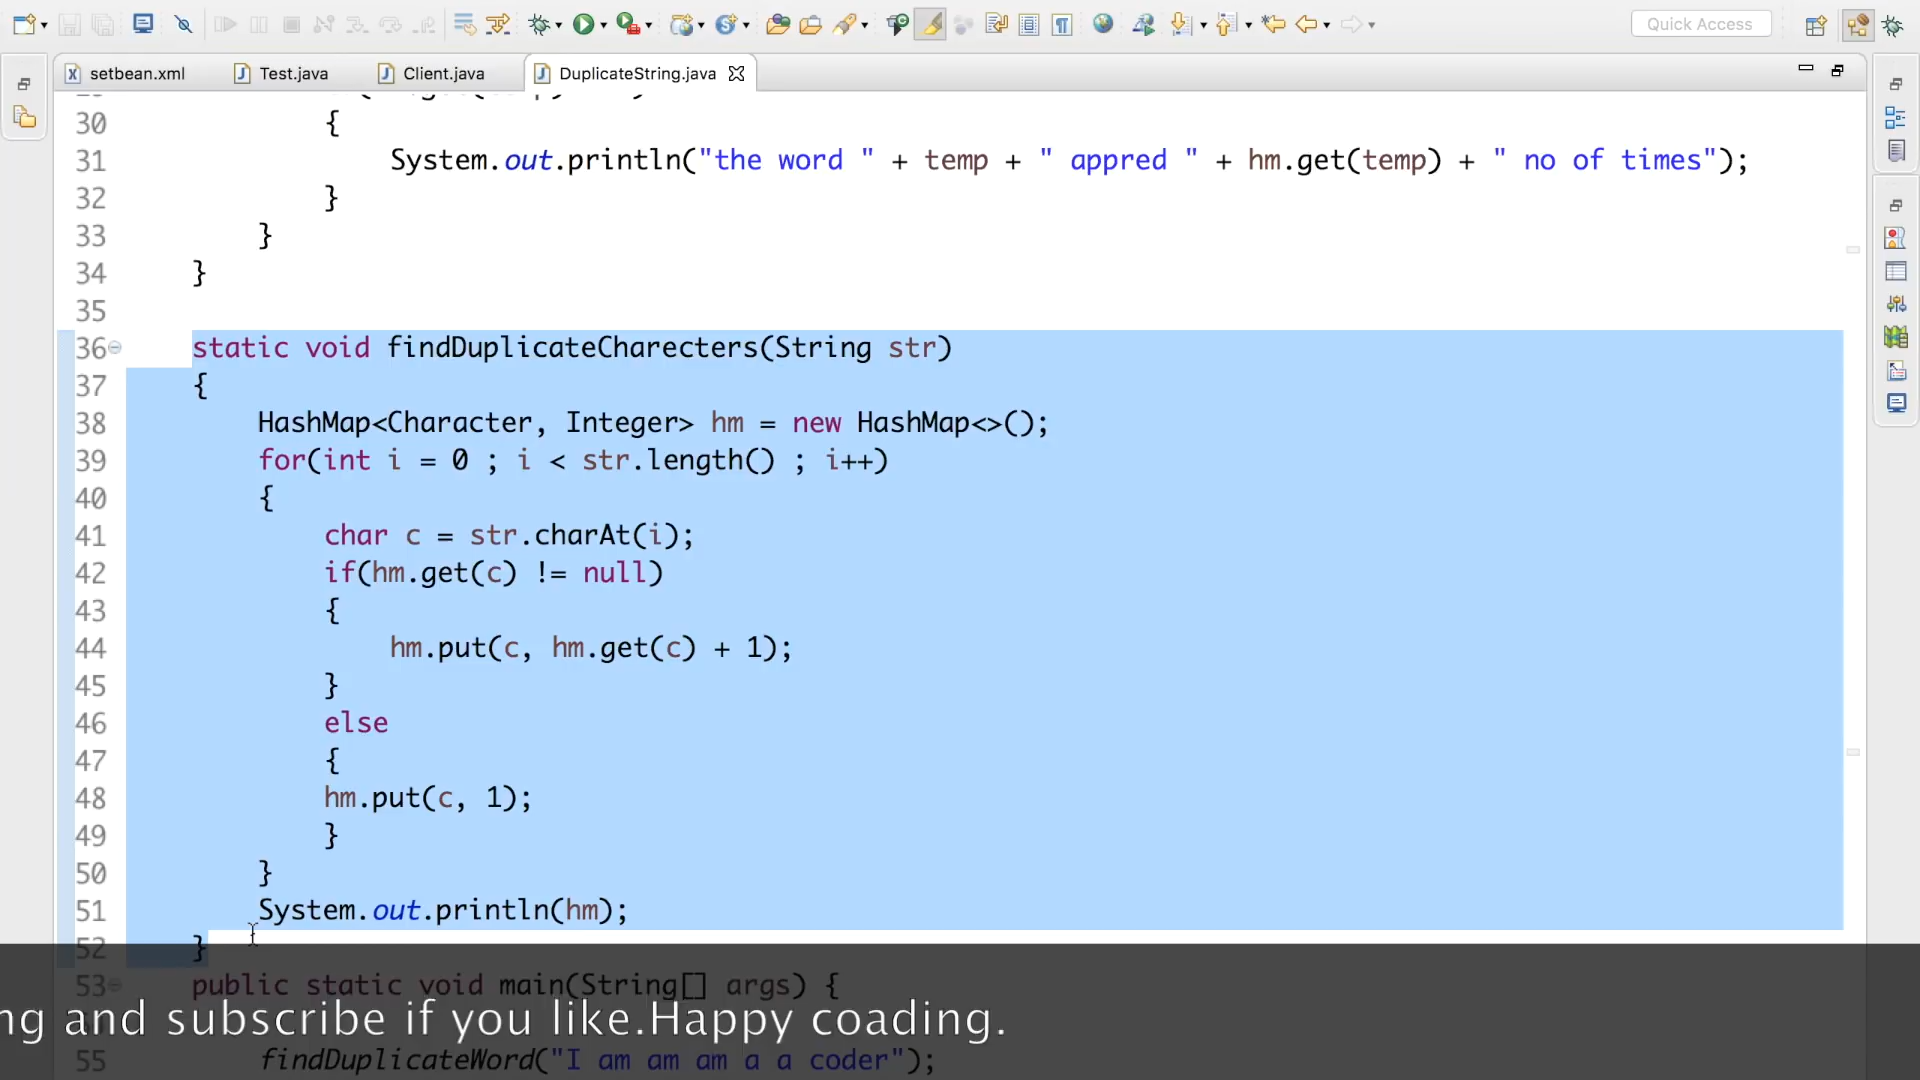 Quick Access
setbean.xml Test.java Client.java DuplicateString.java
30 {
31 System.out.println("the word " + temp + " appred " + hm.get(temp) + " no of times");
32 }
33 }
34 }
35
36 static void findDuplicateCharecters(String str)
37 {
38 HashMap<Character, Integer> hm = new HashMap<>();
39 for(int i = 0 ; i < str.length() ; i++)
40 {
41 char c = str.charAt(i);
42 if(hm.get(c) != null)
43 {
44 hm.put(c, hm.get(c) + 1);
45 }
46 else
47 {
48 hm.put(c, 1);
49 }
50 }
51 System.out.println(hm);
52 }
53 public static void main(String[] args) {
ng and subscribe if you like.Happy coading.
55 findDuplicateWord("I am am am a a coder");